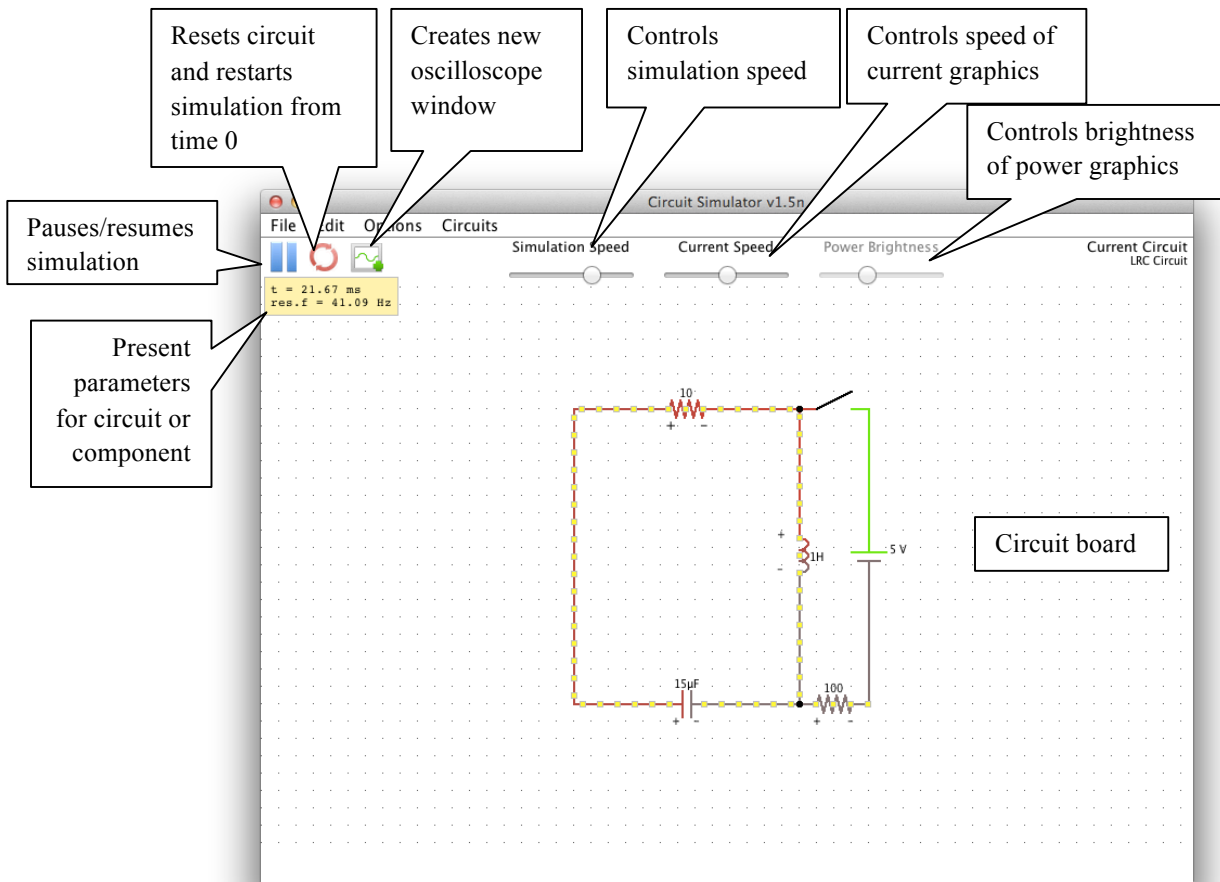 Resets circuit
and restarts
simulation from
time 0
Creates new
oscilloscope
window
Controls
simulation speed
Controls speed of
current graphics
Controls brightness
of power graphics
Pauses/resumes
simulation
Circuit Simulator v1.5n
File Edit Options Circuits
Simulation Speed
Current Speed
Power Brightness
Current Circuit
LRC Circuit
t = 21.67 ms
res.f = 41.09 Hz
Present
parameters
for circuit or
component
10
+ -
+
1H
-
5 V
Circuit board
15µF
+ -
100
+ -